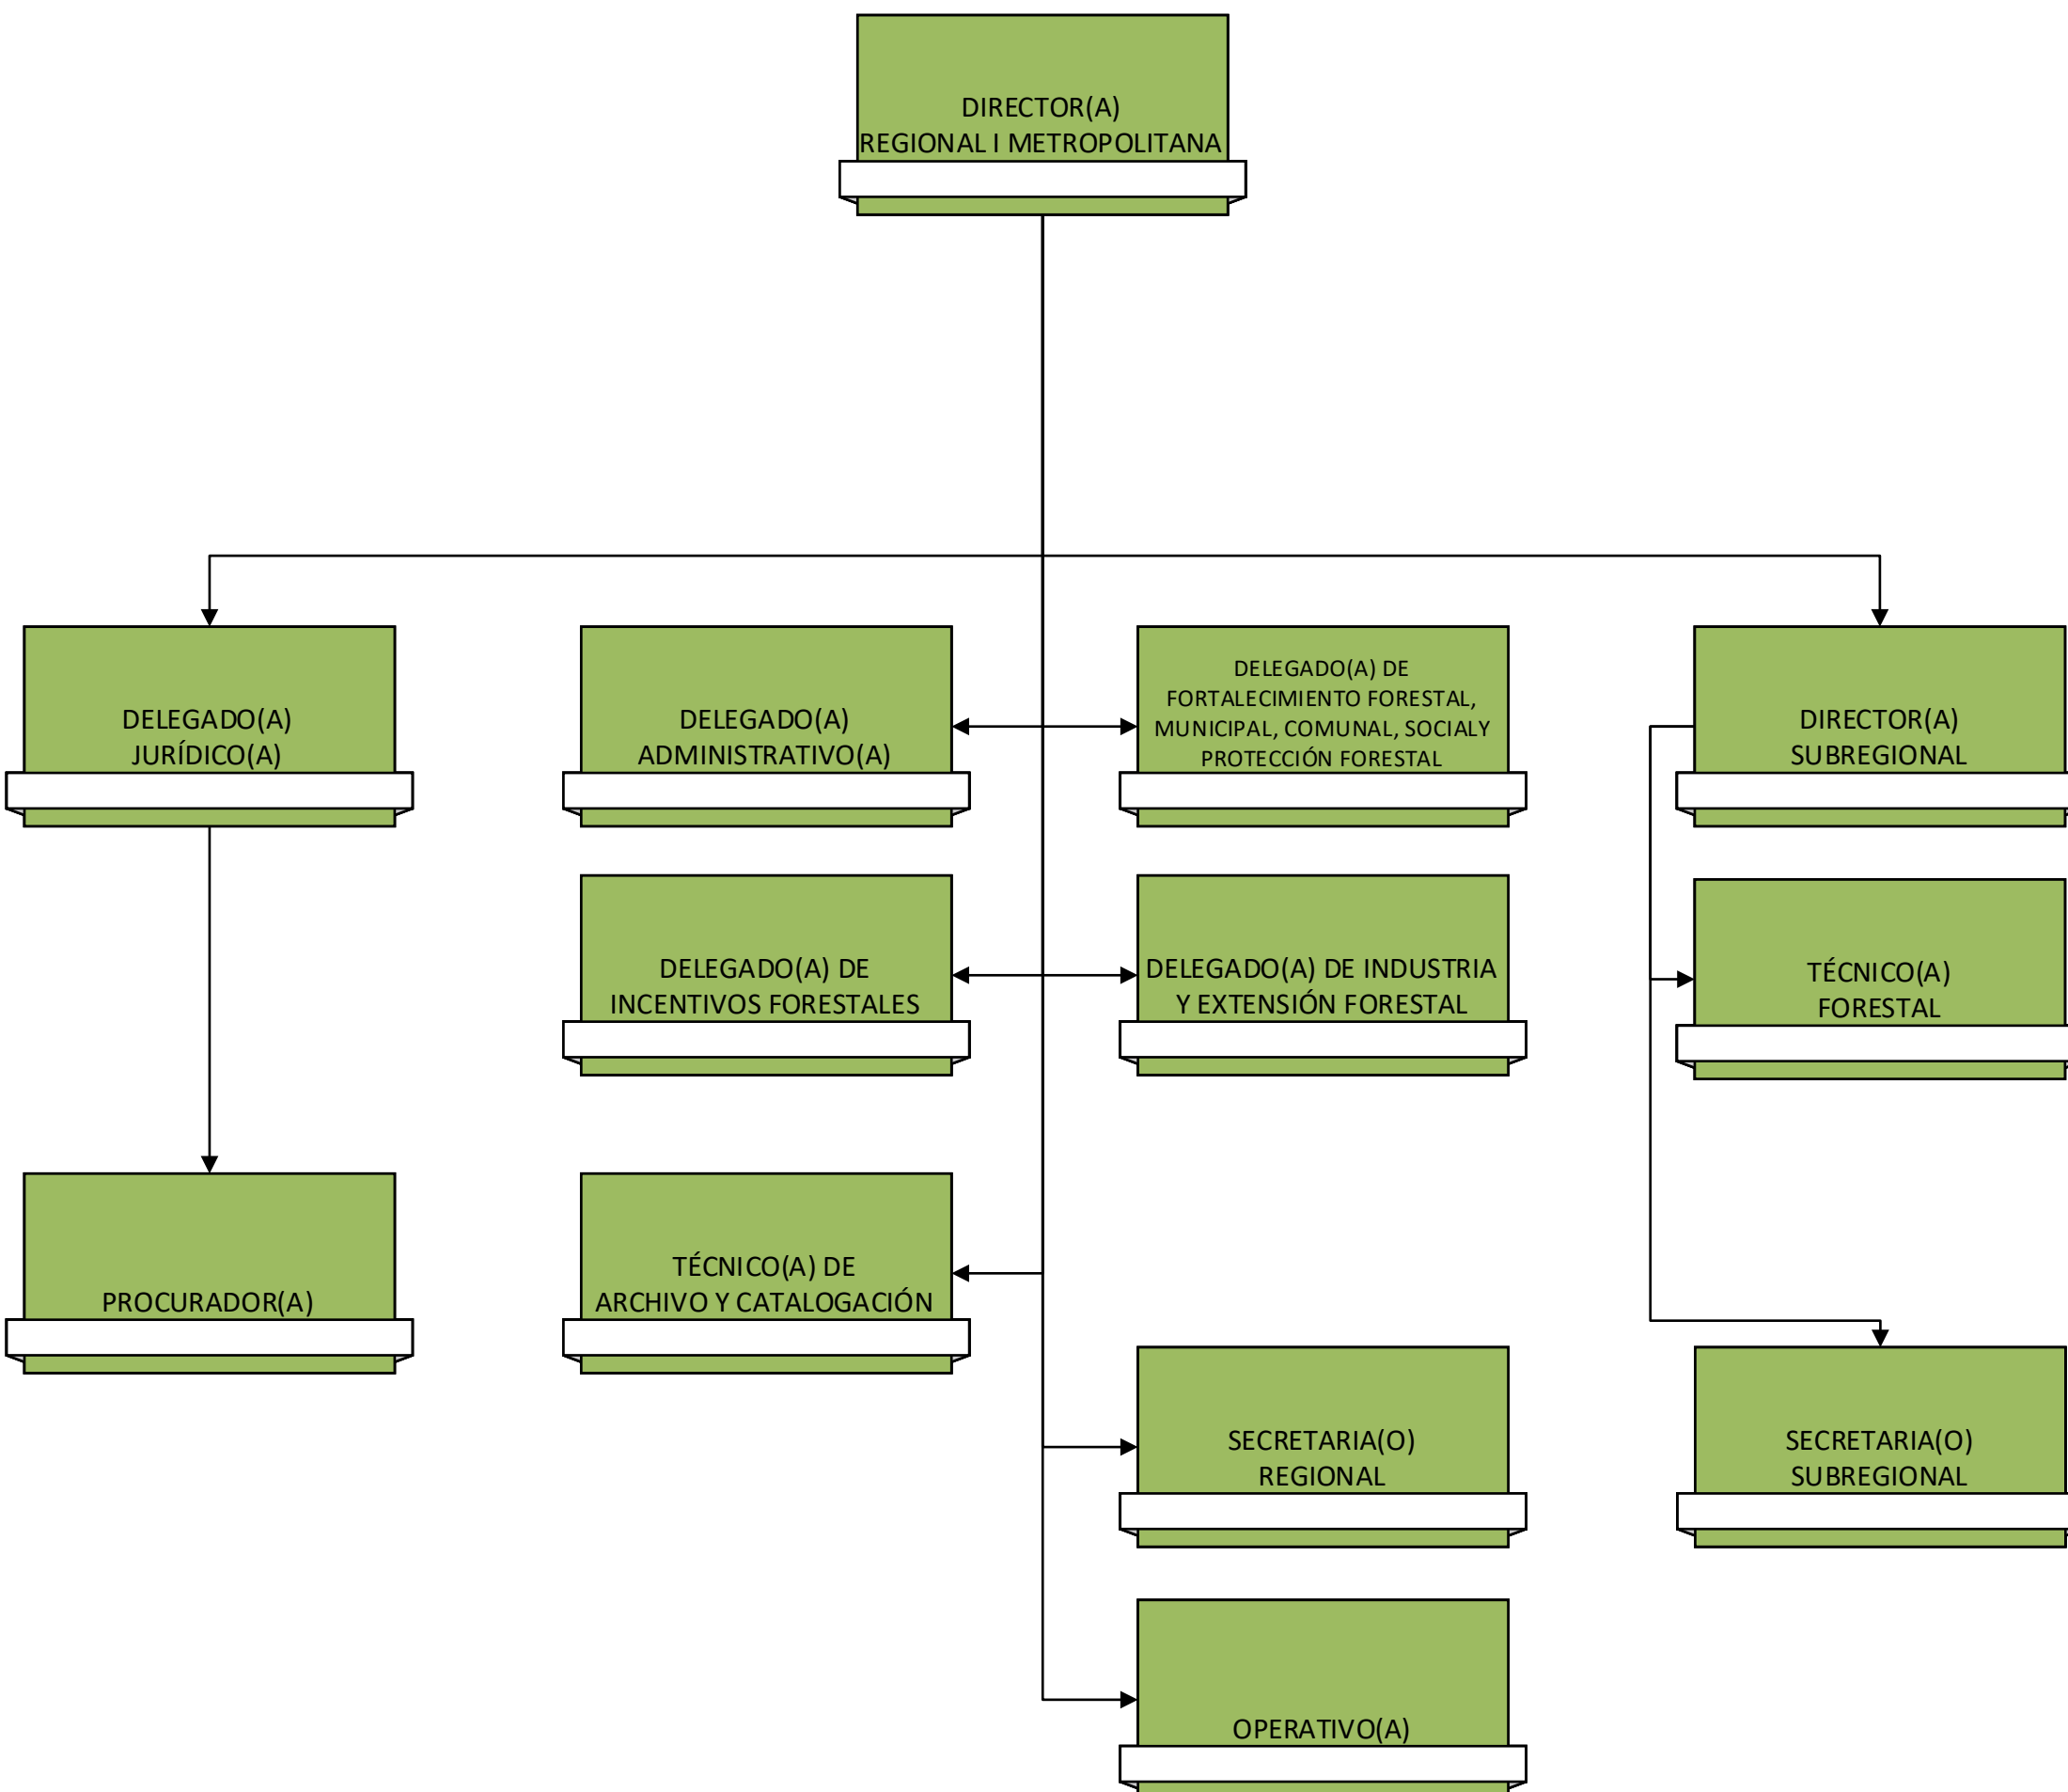 DIRECTOR(A)
REGIONAL I METROPOLITANA
DELEGADO(A)
JURÍDICO(A)
DELEGADO(A)
ADMINISTRATIVO(A)
DELEGADO(A) DE
FORTALECIMIENTO FORESTAL,
MUNICIPAL, COMUNAL, SOCIALY
PROTECCIÓN FORESTAL
DIRECTOR(A)
SUBREGIONAL
DELEGADO(A) DE
INCENTIVOS FORESTALES
DELEGADO(A) DE INDUSTRIA
Y EXTENSIÓN FORESTAL
TÉCNICO(A)
FORESTAL
PROCURADOR(A)
TÉCNICO(A) DE
ARCHIVO Y CATALOGACIÓN
SECRETARIA(O)
REGIONAL
SECRETARIA(O)
SUBREGIONAL
OPERATIVO(A)